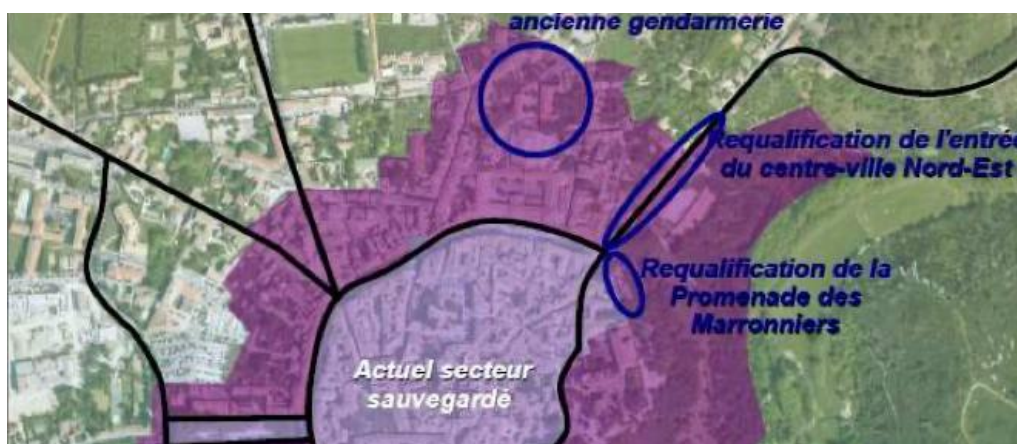 ancienne gendarmerie
Requalification de l'entrée
du centre-ville Nord-Est
Requalification de la
Promenade des
Marronniers
Actuel secteur
sauvegardé